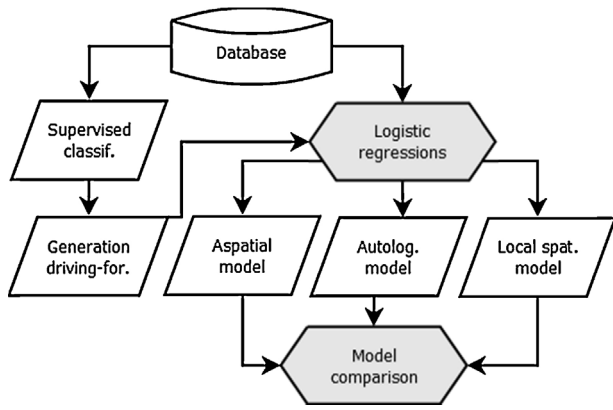 Database
Supervised
classif.
Logistic
regressions
Generation
driving-for.
Aspatial
model
Autolog.
model
Local spat.
model
Model
comparison